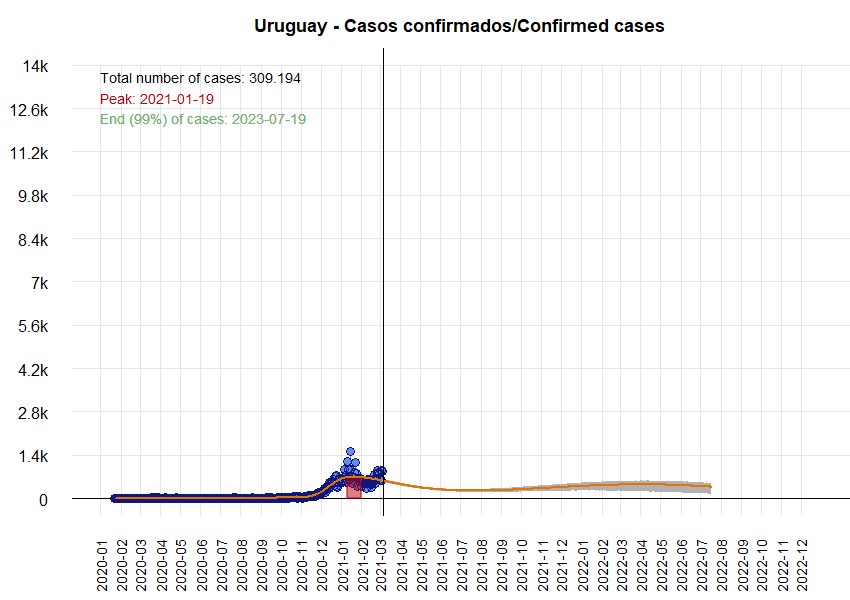 Uruguay - Casos confirmados/Confirmed cases
14k
12.6k
11.2k
9.8k
8.4k
7k
5.6k
4.2k
2.8k
1.4k
0
Total number of cases: 309.194
Peak: 2021-01-19
End (99%) of cases: 2023-07-19
2020-01
2020-02
2020-03
2020-04
2020-05
2020-06
2020-07
2020-08
2020-09
2020-10
2020-11
2020-12
2021-01
2021-02
2021-03
2021-04
2021-05
2021-06
2021-07
2021-08
2021-09
2021-10
2021-11
2021-12
2022-01
2022-02
2022-03
2022-04
2022-05
2022-06
2022-07
2022-08
2022-09
2022-10
2022-11
2022-12